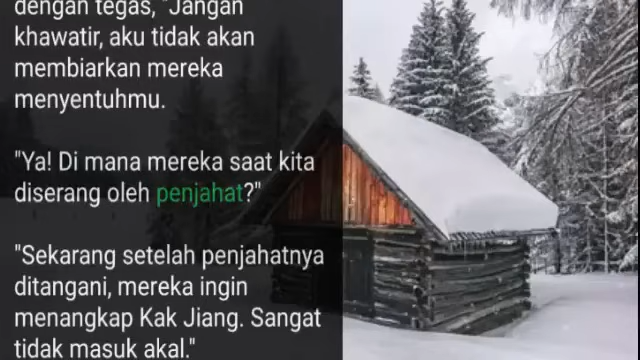 dengan tegas, "Jangan
khawatir, aku tidak akan
membiarkan mereka
menyentuhmu.
"Ya! Di mana mereka saat kita
diserang oleh penjahat?"
"Sekarang setelah penjahatnya
ditangani, mereka ingin
menangkap Kak Jiang. Sangat
tidak masuk akal."